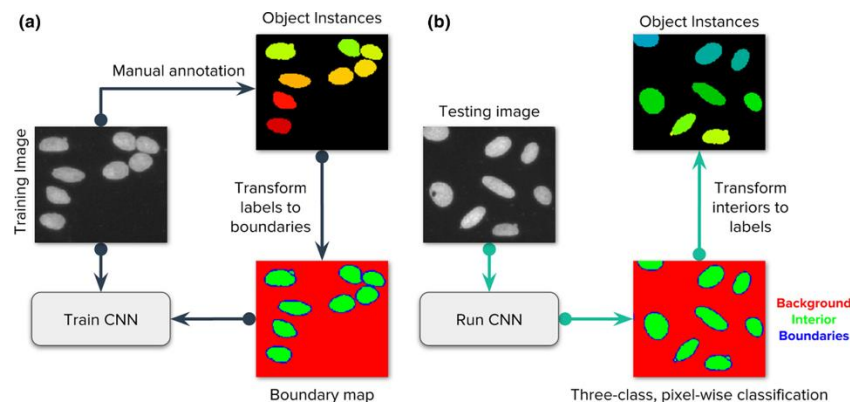 (a)
Object Instances
Manual annotation
Training Image
Transform
labels to
boundaries
Train CNN
Boundary map
(b)
Object Instances
Testing image
Transform
interiors to
labels
Run CNN
Background
Interior
Boundaries
Three-class, pixel-wise classification